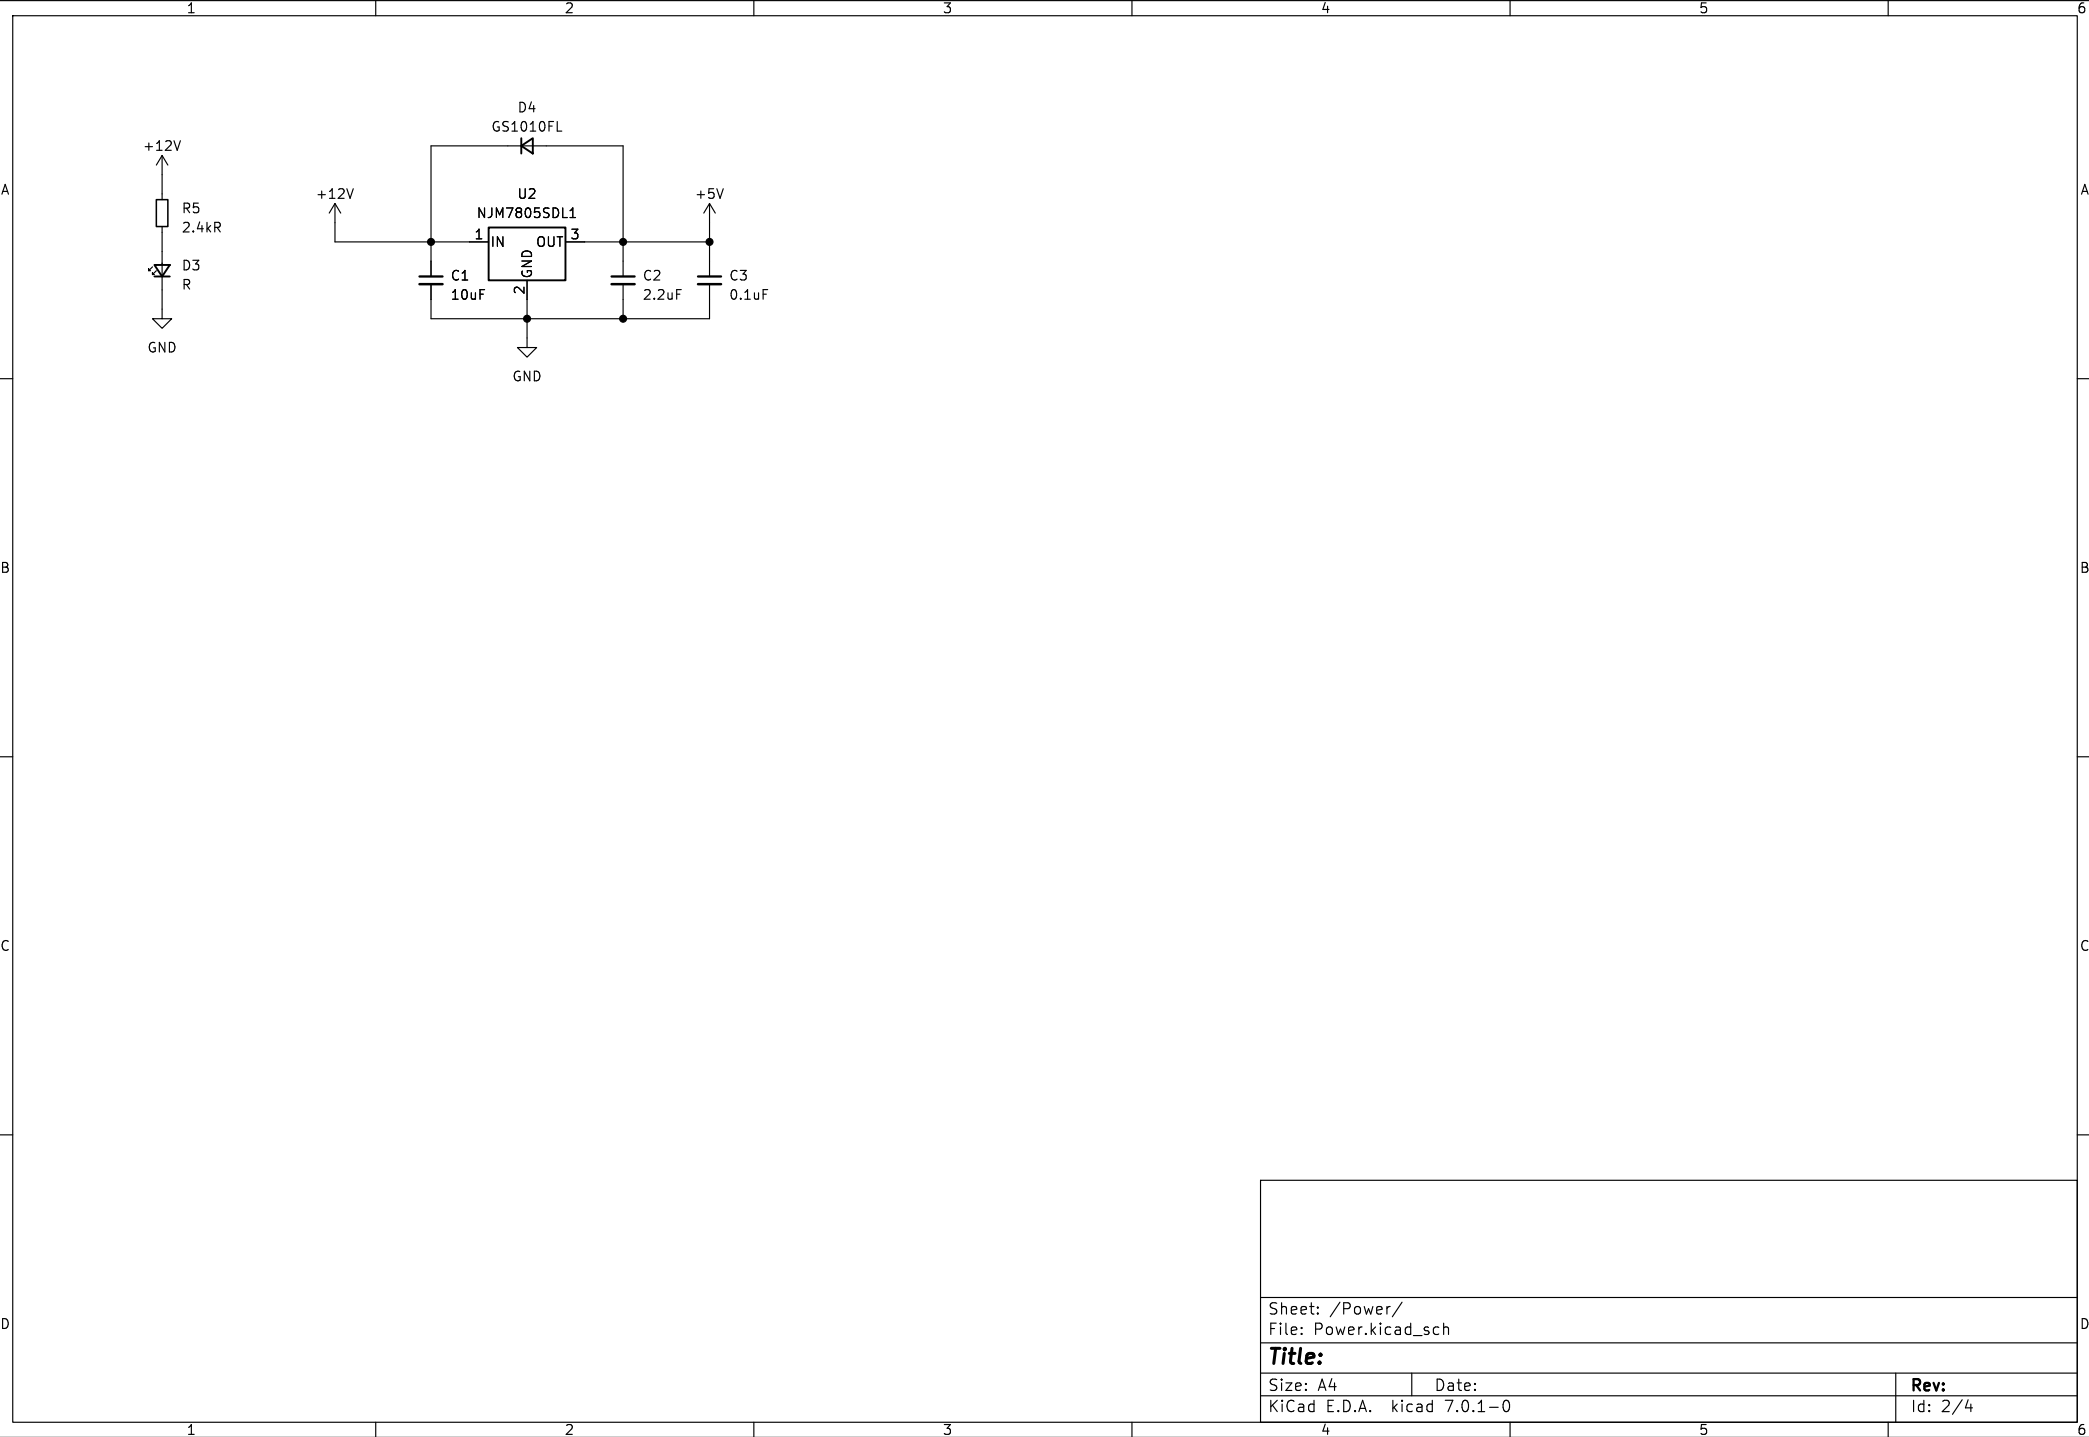 1 2 3 4 5 6
D4
GS1010FL
+12V
A
+12V
U2
+5V
A
R5
2.4kR
NJM7805SDL1
1 IN OUT 3
GND
2
D3
R
C1
10uF
C2
2.2uF
C3
0.1uF
GND
GND
B
B
C
C
Sheet: /Power/
File: Power.kicad_sch
D
D
Title:
Size: A4 Date: Rev:
KiCad E.D.A. kicad 7.0.1-0 Id: 2/4
1 2 3 4 5 6